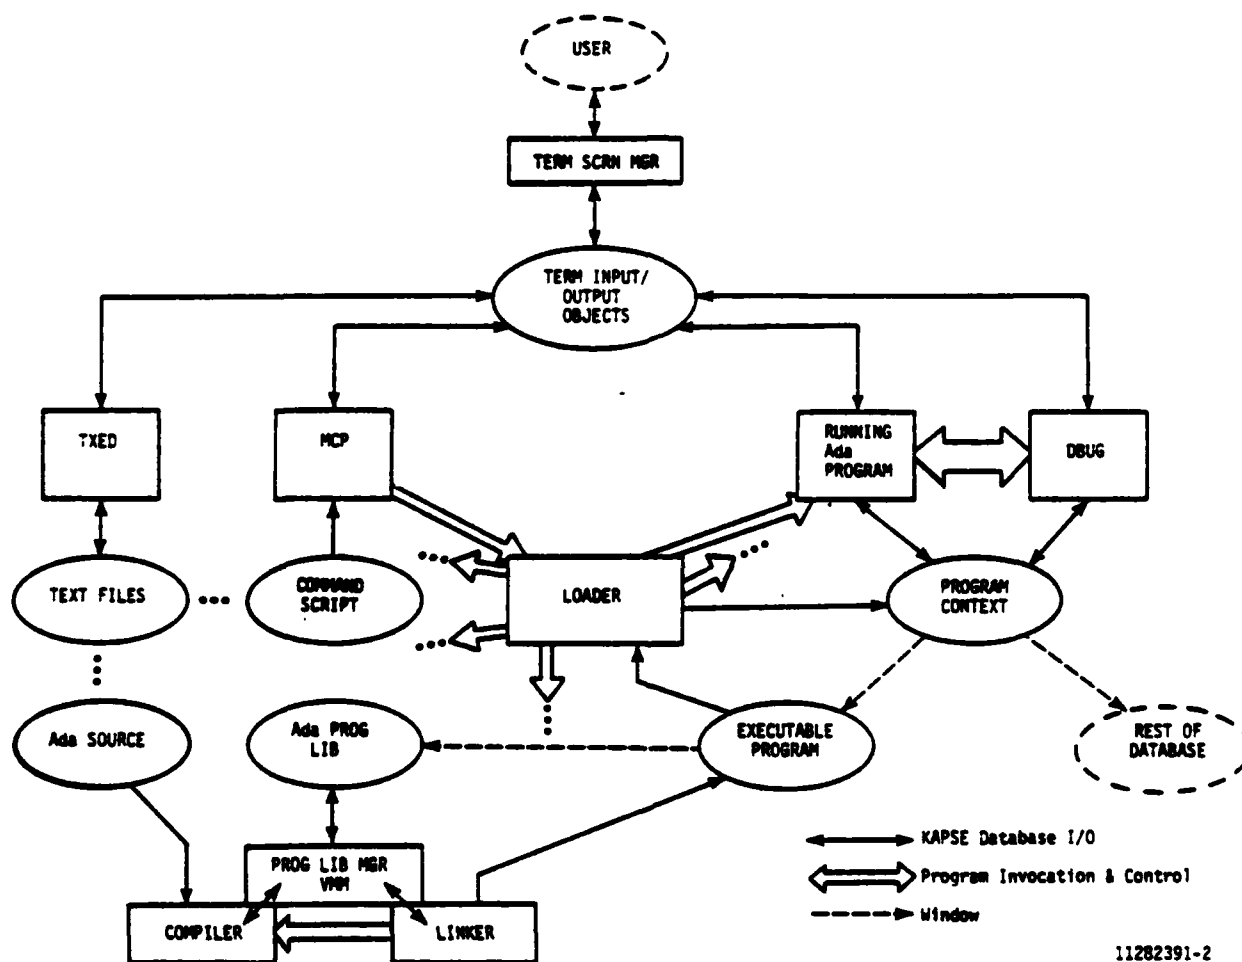 USER
TERM SCRN MGR
TERM INPUT/
OUTPUT
OBJECTS
TXED
MCP
RUNNING
Ada
PROGRAM
DBUG
TEXT FILES
COMMAND
SCRIPT
LOADER
PROGRAM
CONTEXT
Ada SOURCE
Ada PROG
LIB
EXECUTABLE
PROGRAM
REST OF
DATABASE
PROG LIB MGR
VMM
COMPILER
LINKER
KAPSE Database I/O
Program Invocation & Control
Window
11282391-2